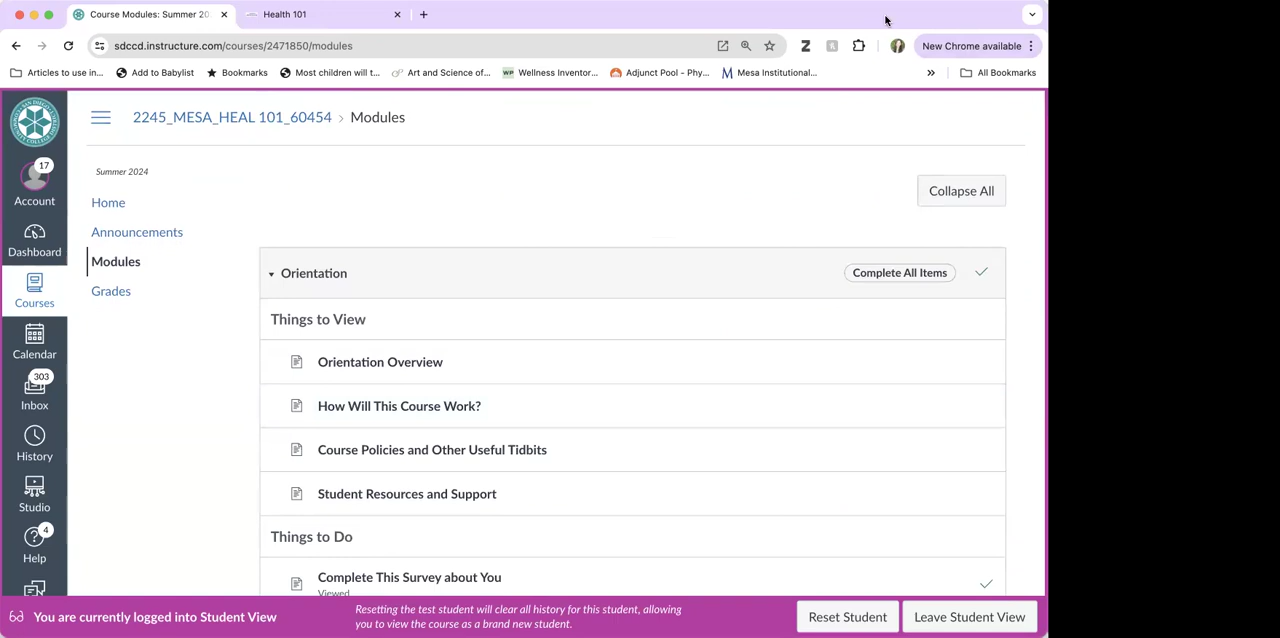 Course Modules: Summer 20
Health 101
sdccd.instructure.com/courses/2471850/modules
New Chrome available
Articles to use in...
Add to Babylist
Bookmarks
Most children will t...
Art and Science of...
WP Wellness Inventor...
Adjunct Pool - Phy...
Mesa Institutional...
»
All Bookmarks
2245_MESA_HEAL 101_60454 › Modules
17
Account
Dashboard
Courses
Calendar
303
Inbox
History
Studio
4
Help
Summer 2024
Home
Announcements
Modules
Grades
Collapse All
Orientation
Complete All Items
Things to View
Orientation Overview
How Will This Course Work?
Course Policies and Other Useful Tidbits
Student Resources and Support
Things to Do
Complete This Survey about You
Viewed
You are currently logged into Student View
Resetting the test student will clear all history for this student, allowing
you to view the course as a brand new student.
Reset Student
Leave Student View